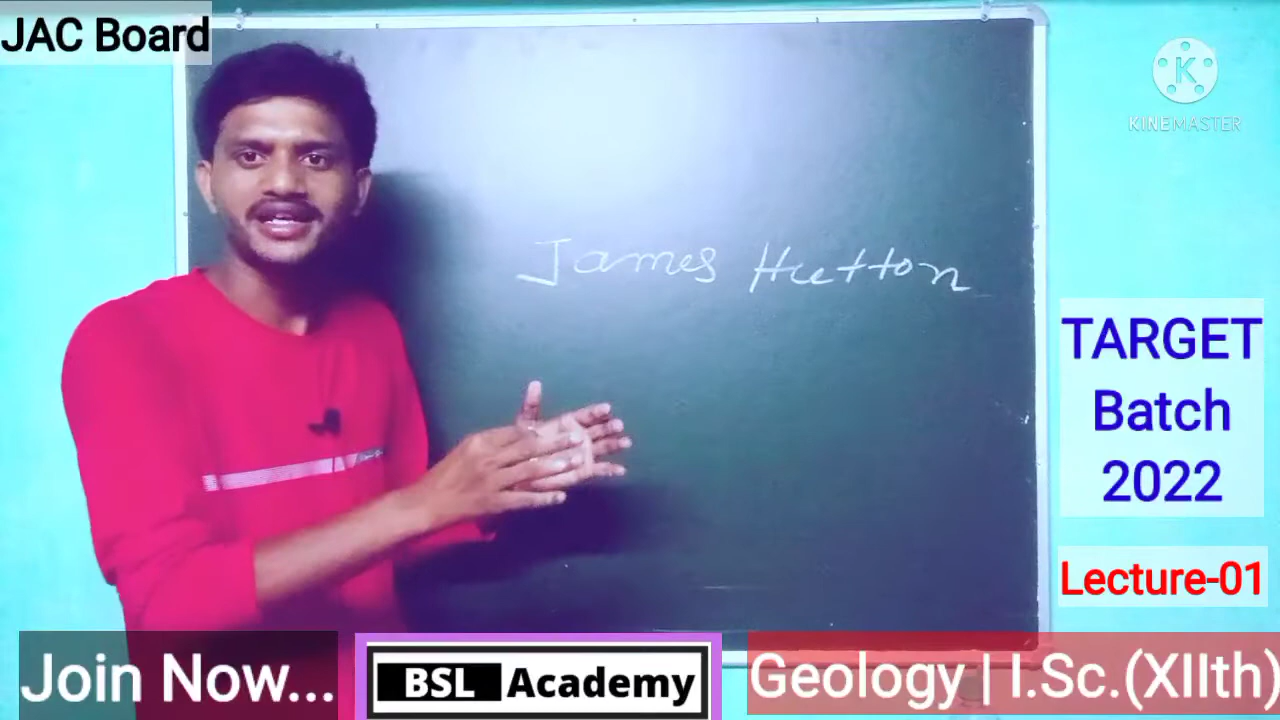 JAC Board
KINEMASTER
James Hutton
TARGET
Batch
2022
Lecture-01
Join Now...
BSL Academy
Geology | I.Sc.(XIIth)